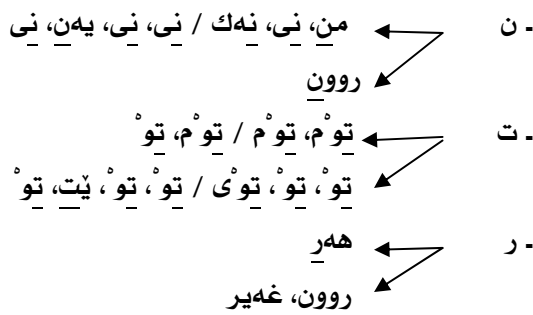 ـ ن من، نی، نەك / نی، نی، یەن، نی
روون
ـ ت تۆم، تۆم / تۆم، تۆ
تۆ، تۆ، تۆی / تۆ، تۆ، یێت، تۆ
ـ ر هەر
روون، غەیر